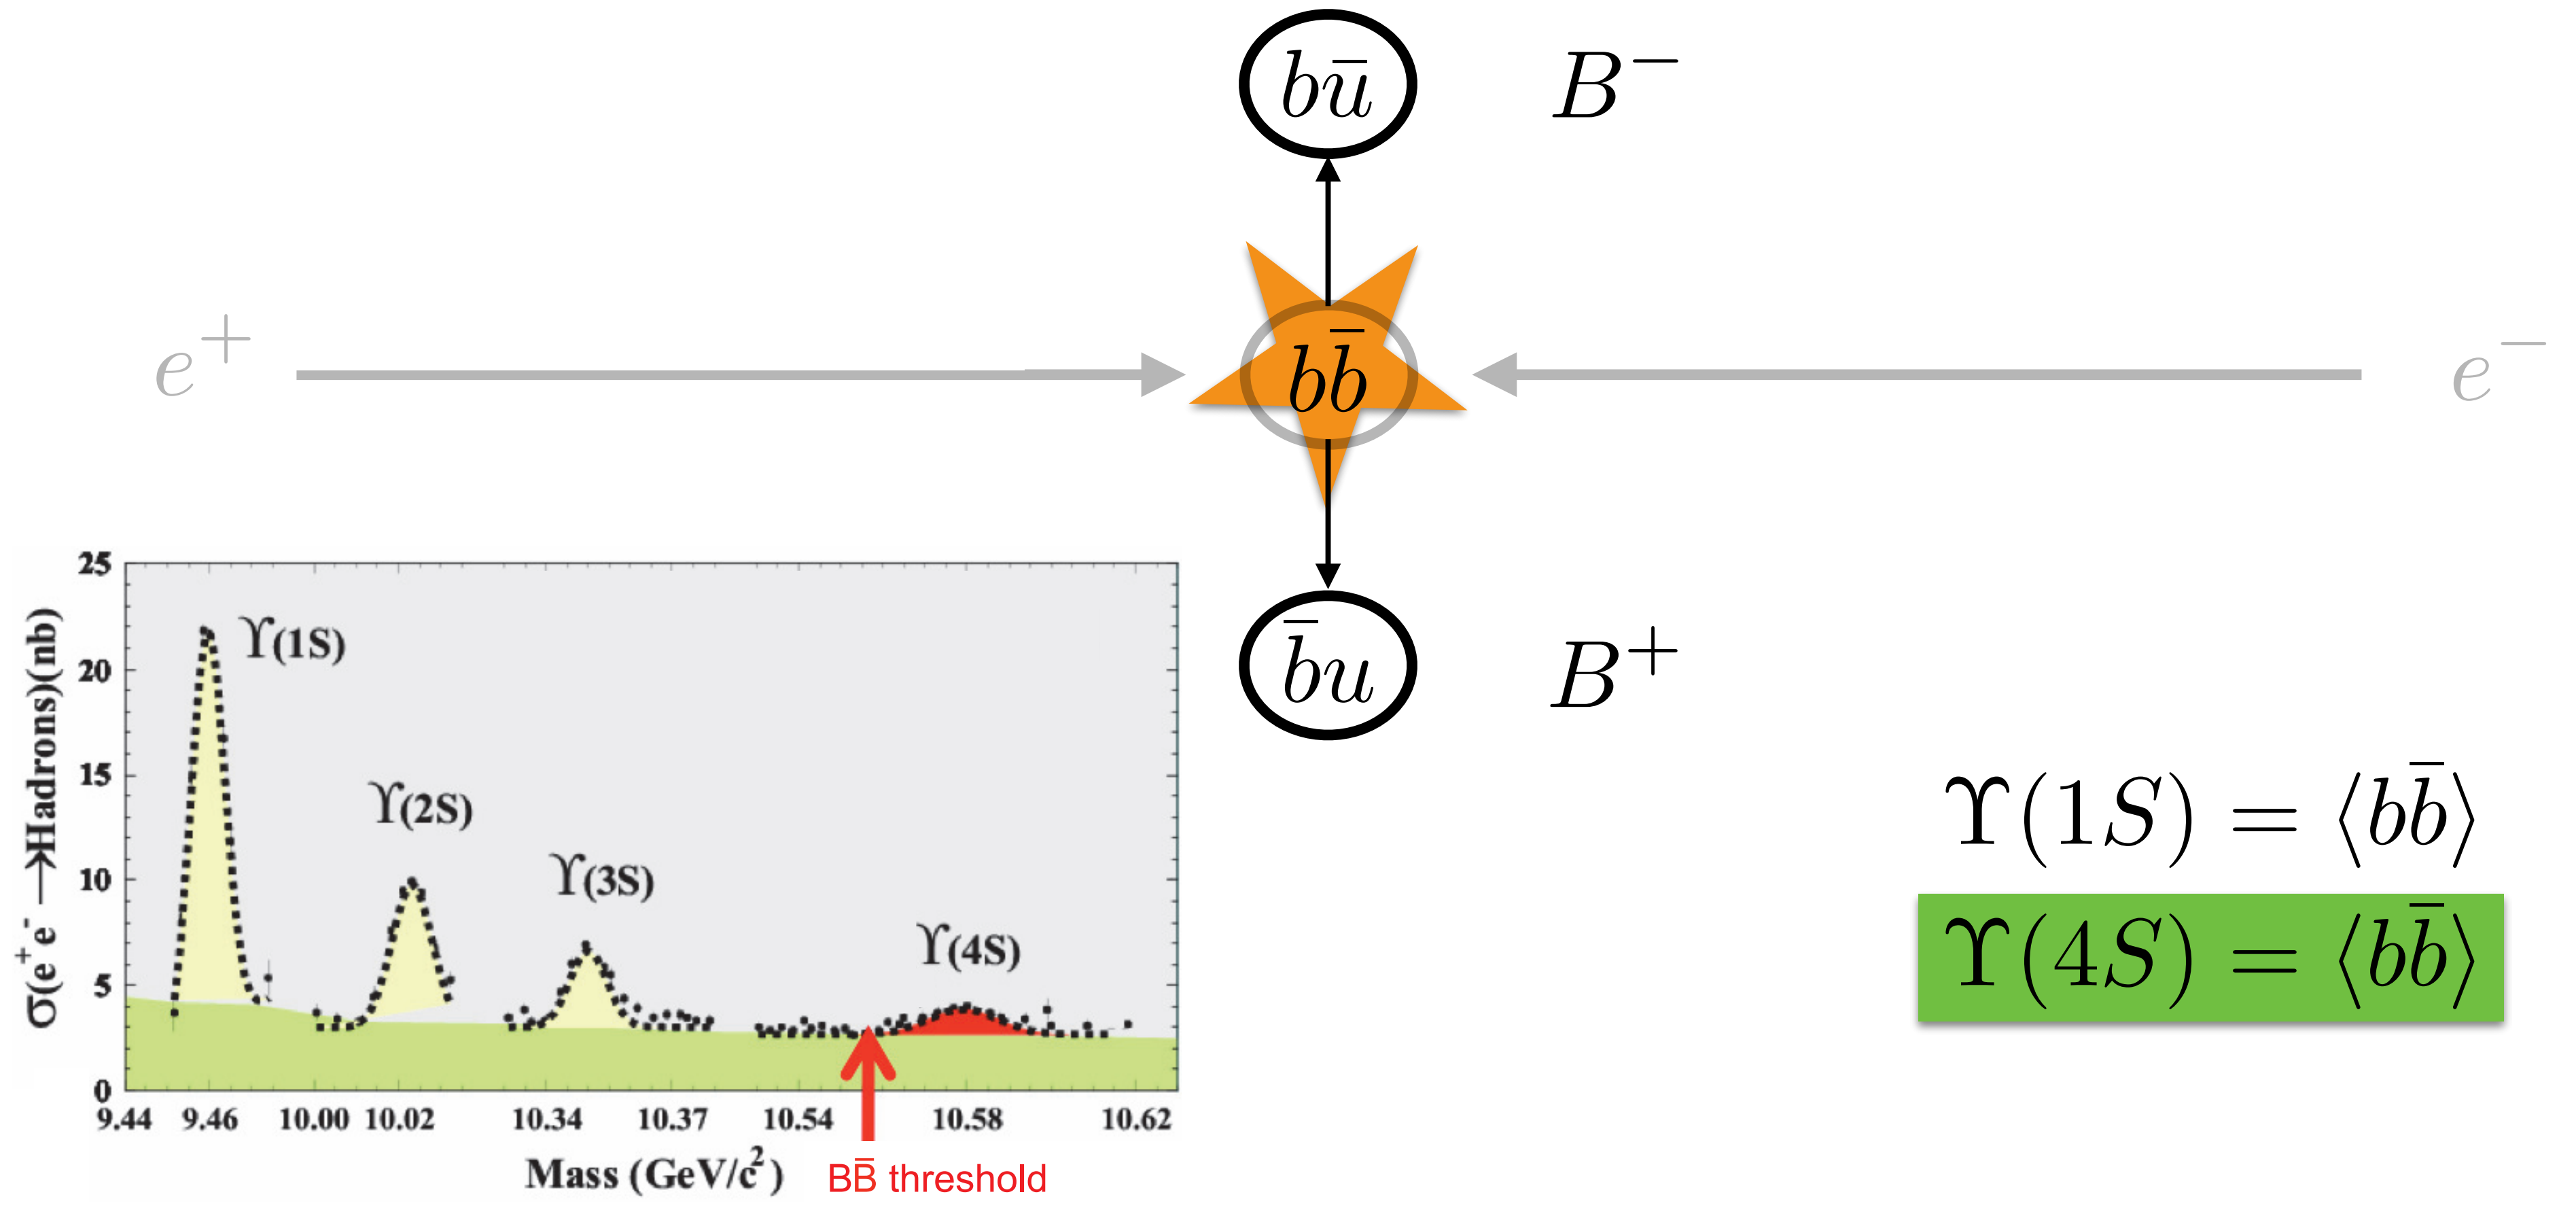 bū B⁻
e⁺ bb̄ e⁻
b̄u B⁺
σ(e⁺e⁻→Hadrons)(nb)
25
20
15
10
5
0
ϒ(1S)
ϒ(2S)
ϒ(3S)
ϒ(4S)
9.44 9.46 10.00 10.02 10.34 10.37 10.54 10.58 10.62
Mass (GeV/c²)
BB̄ threshold
ϒ(1S) = ⟨bb̄⟩
ϒ(4S) = ⟨bb̄⟩